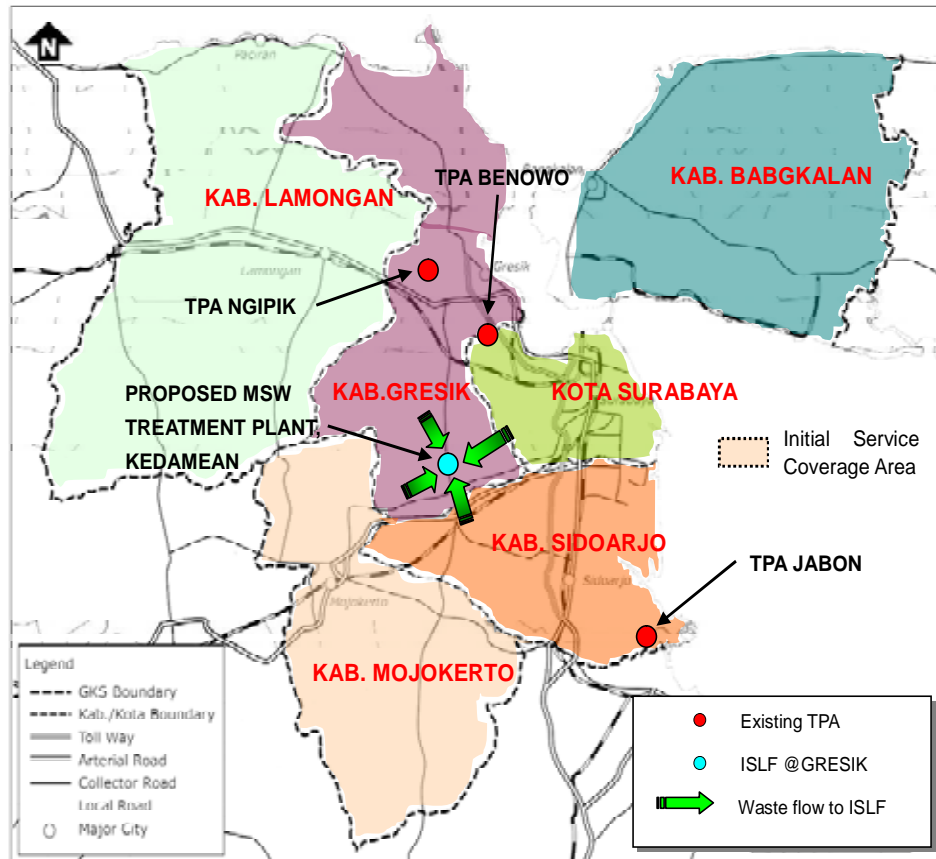 N
Paciran
KAB. LAMONGAN
TPA BENOWO
KAB. BABGKALAN
Bangkalan
Lamongan
Gresik
TPA NGIPIK
PROPOSED MSW
TREATMENT PLANT,
KEDAMEAN
KAB.GRESIK
KOTA SURABAYA
Initial Service
Coverage Area
KAB. SIDOARJO
TPA JABON
Sidoarjo
Mojokerto
KAB. MOJOKERTO
Legend
GKS Boundary
Kab./Kota Boundary
Toll Way
Arterial Road
Collector Road
Local Road
Major City
Existing TPA
ISLF @GRESIK
Waste flow to ISLF